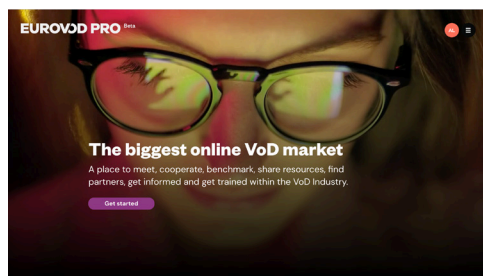 EUROVOD PRO Beta
AL
The biggest online VoD market
A place to meet, cooperate, benchmark, share resources, find
partners, get informed and get trained within the VoD Industry.
Get started